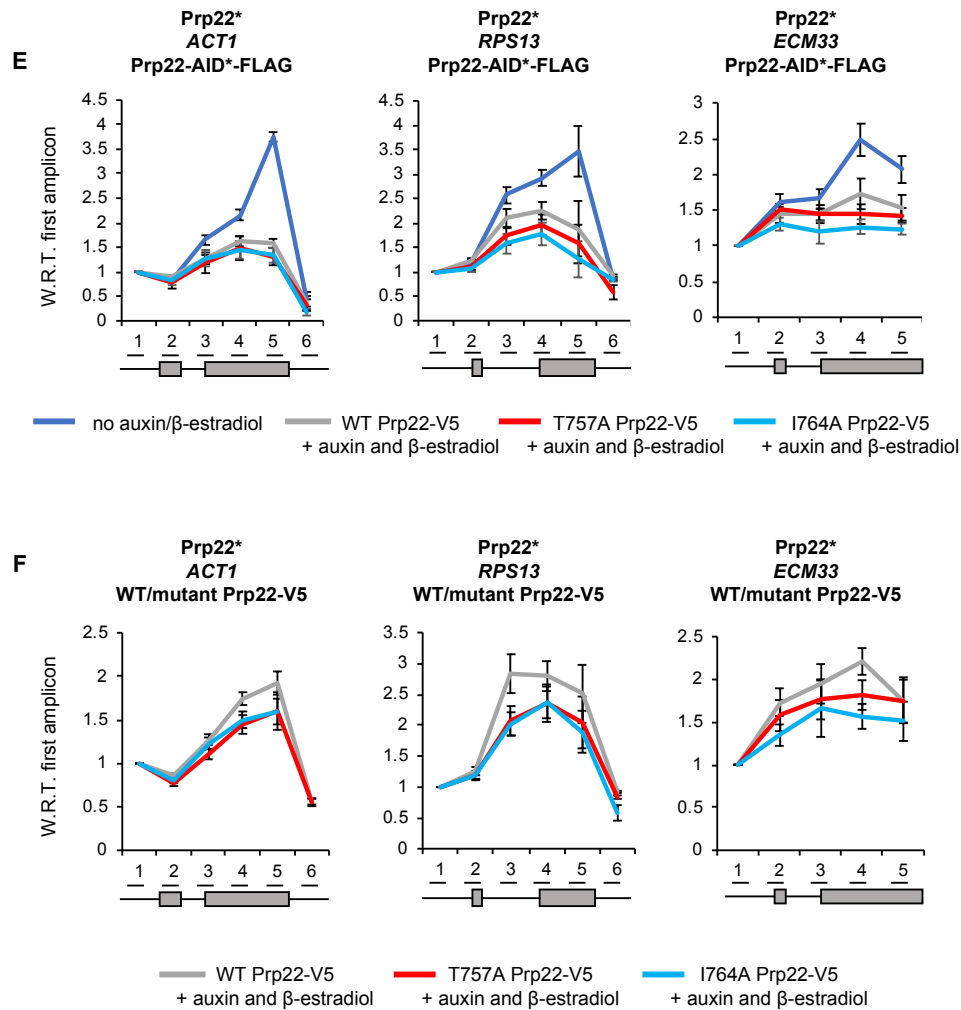 E
Prp22*
ACT1
Prp22-AID*-FLAG
Prp22*
RPS13
Prp22-AID*-FLAG
Prp22*
ECM33
Prp22-AID*-FLAG
W.R.T. first amplicon
4.5
4
3.5
3
2.5
2
1.5
1
0.5
0
1 2 3 4 5 6
4.5
4
3.5
3
2.5
2
1.5
1
0.5
0
1 2 3 4 5 6
3
2.5
2
1.5
1
0.5
0
1 2 3 4 5
no auxin/β-estradiol
WT Prp22-V5
+ auxin and β-estradiol
T757A Prp22-V5
+ auxin and β-estradiol
I764A Prp22-V5
+ auxin and β-estradiol
F
Prp22*
ACT1
WT/mutant Prp22-V5
Prp22*
RPS13
WT/mutant Prp22-V5
Prp22*
ECM33
WT/mutant Prp22-V5
W.R.T. first amplicon
2.5
2
1.5
1
0.5
0
1 2 3 4 5 6
3.5
3
2.5
2
1.5
1
0.5
0
1 2 3 4 5 6
2.5
2
1.5
1
0.5
0
1 2 3 4 5
WT Prp22-V5
+ auxin and β-estradiol
T757A Prp22-V5
+ auxin and β-estradiol
I764A Prp22-V5
+ auxin and β-estradiol